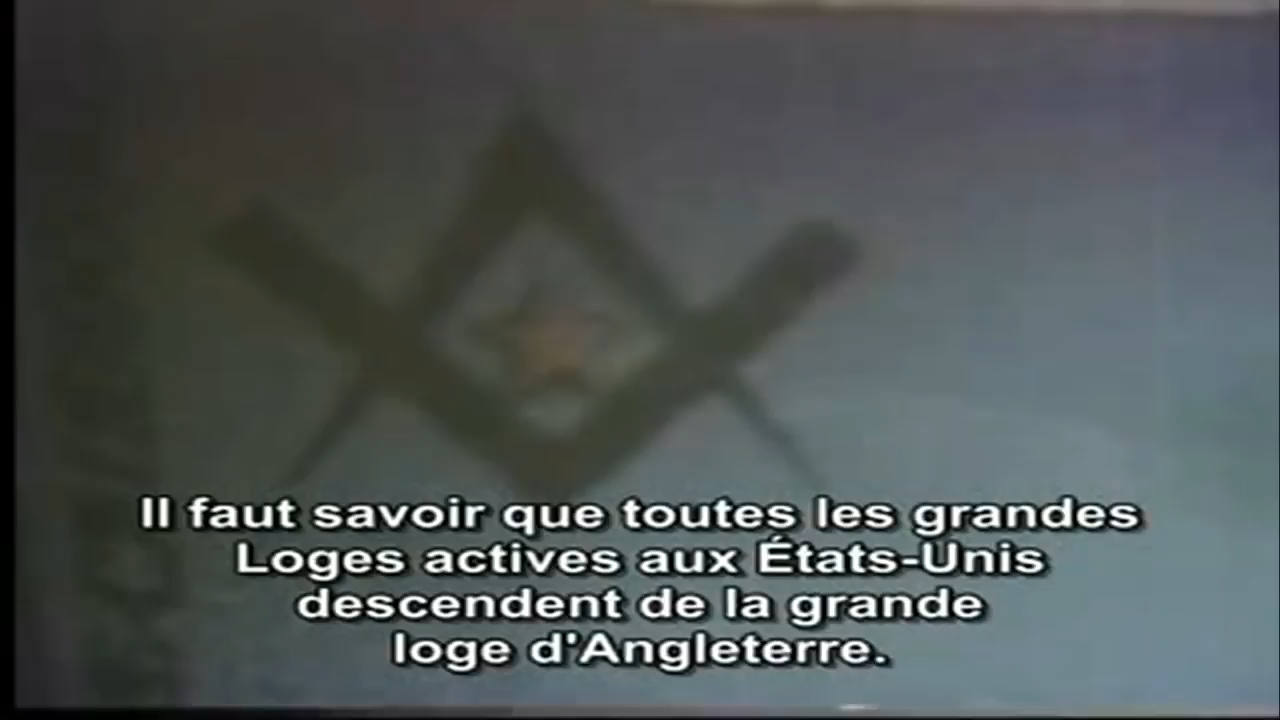 Il faut savoir que toutes les grandes
Loges actives aux États-Unis
descendent de la grande
loge d'Angleterre.